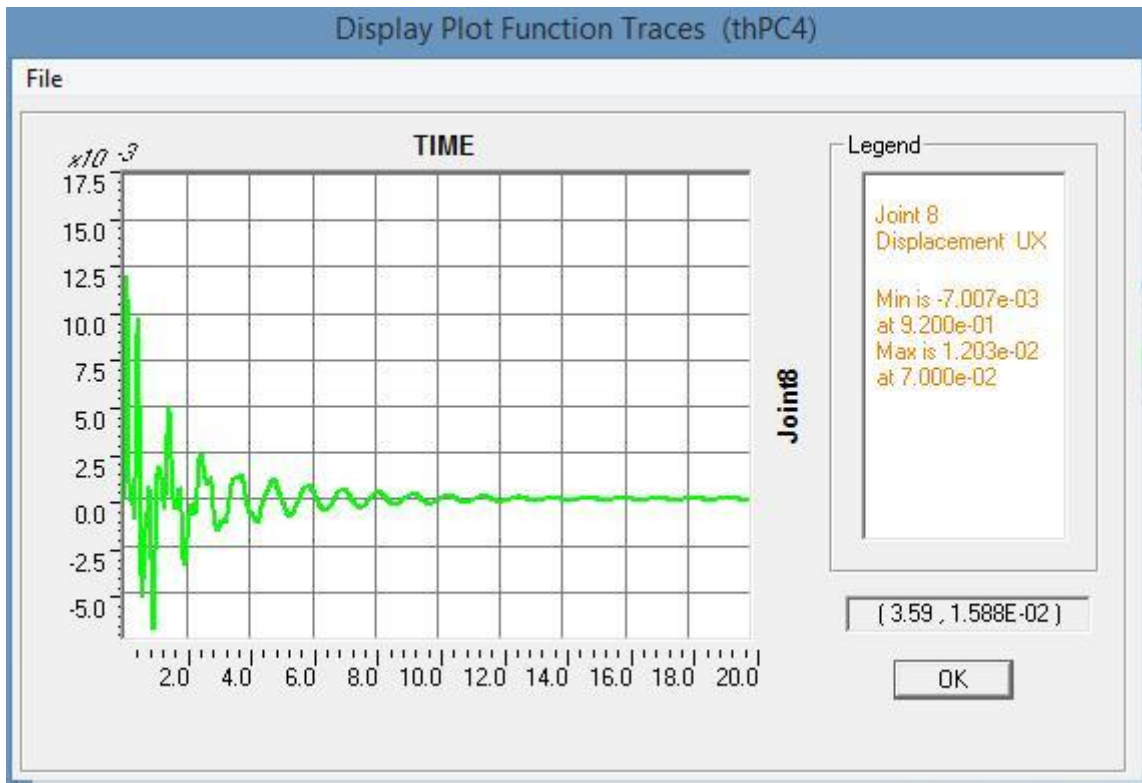 Display Plot Function Traces (thPC4)
File
TIME
x10 -3
17.5
15.0
12.5
10.0
7.5
5.0
2.5
0.0
-2.5
-5.0
2.0 4.0 6.0 8.0 10.0 12.0 14.0 16.0 18.0 20.0
Joint8
Legend
Joint 8
Displacement UX
Min is -7.007e-03
at 9.200e-01
Max is 1.203e-02
at 7.000e-02
( 3.59 , 1.588E-02 )
OK